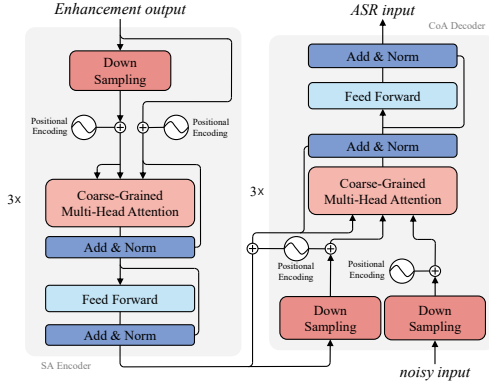 Enhancement output
Down
Sampling
Positional
Encoding
Positional
Encoding
3x
Coarse-Grained
Multi-Head Attention
Add & Norm
Feed Forward
Add & Norm
SA Encoder
ASR input
CoA Decoder
Add & Norm
Feed Forward
Add & Norm
3x
Coarse-Grained
Multi-Head Attention
Positional
Encoding
Positional
Encoding
Down
Sampling
Down
Sampling
noisy input